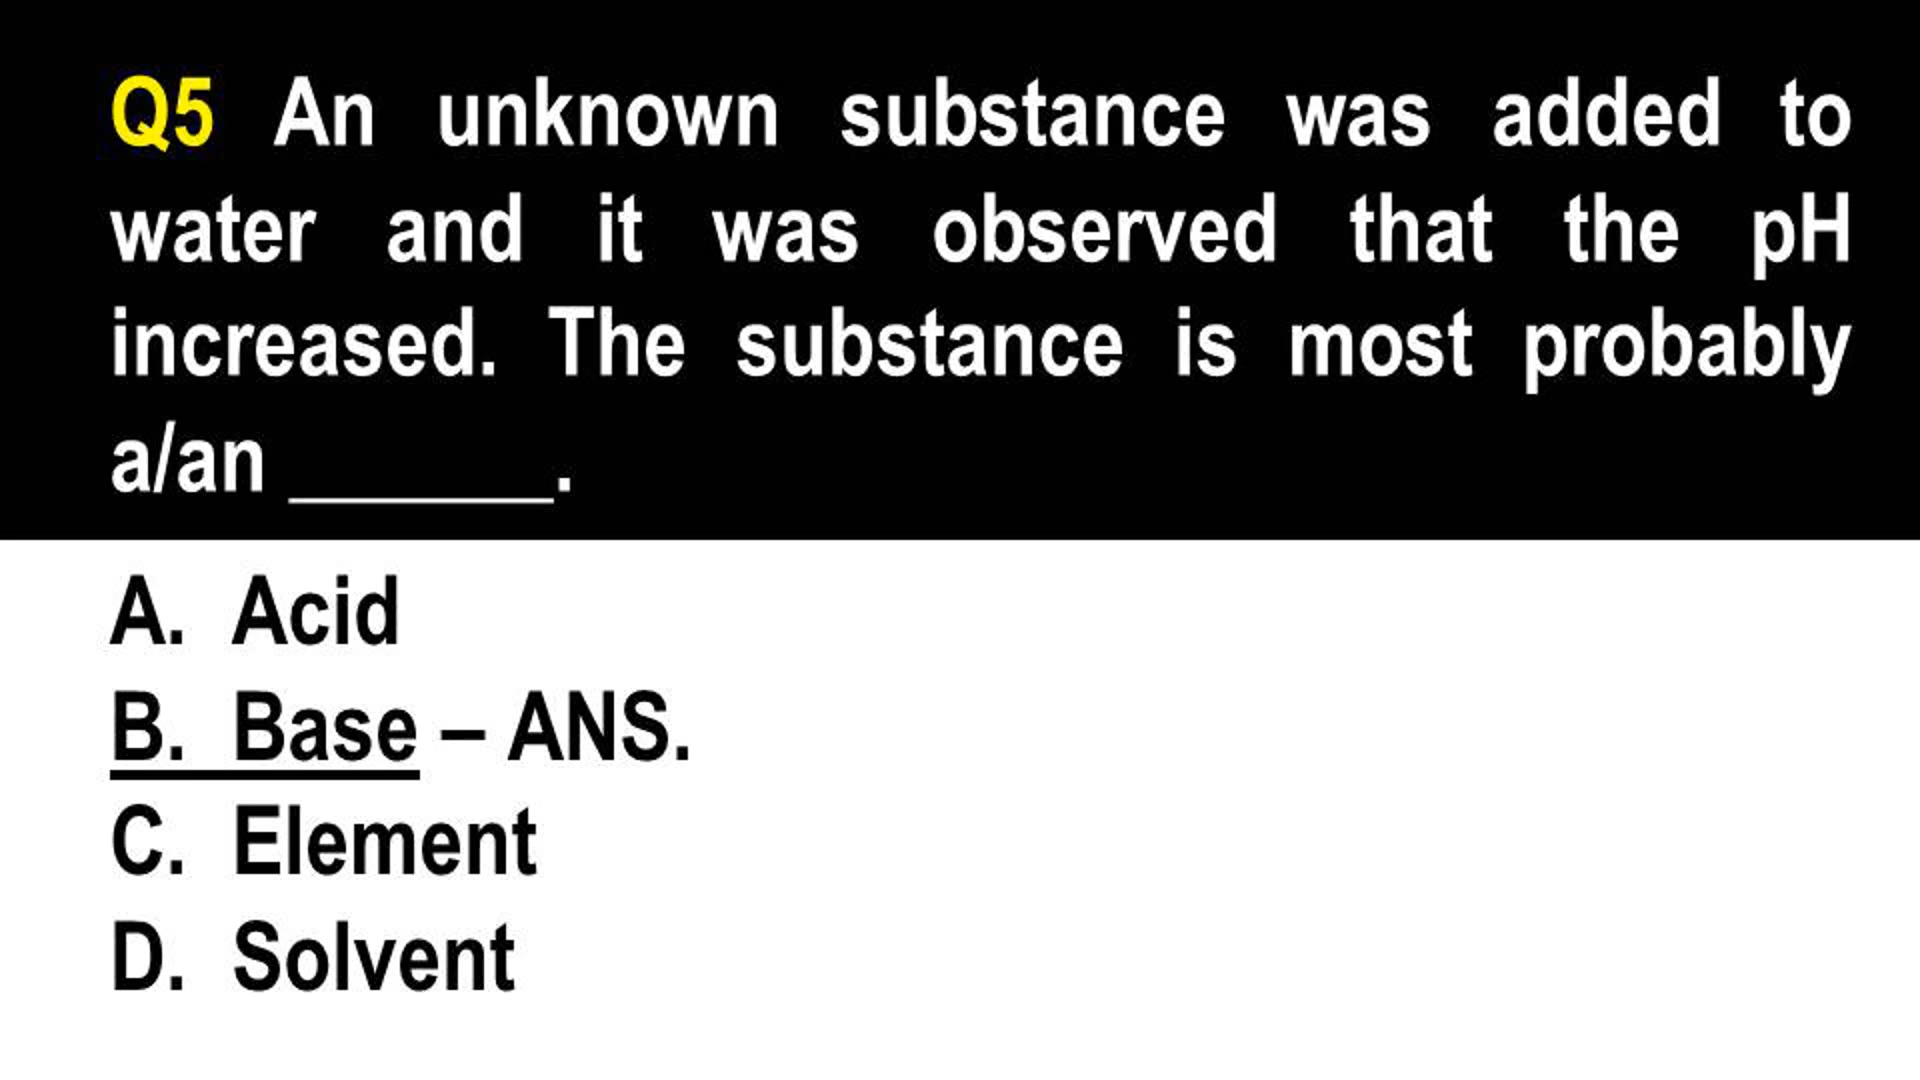 Q5 An unknown substance was added to
water and it was observed that the pH
increased. The substance is most probably
a/an ______.
A. Acid
B. Base – ANS.
C. Element
D. Solvent